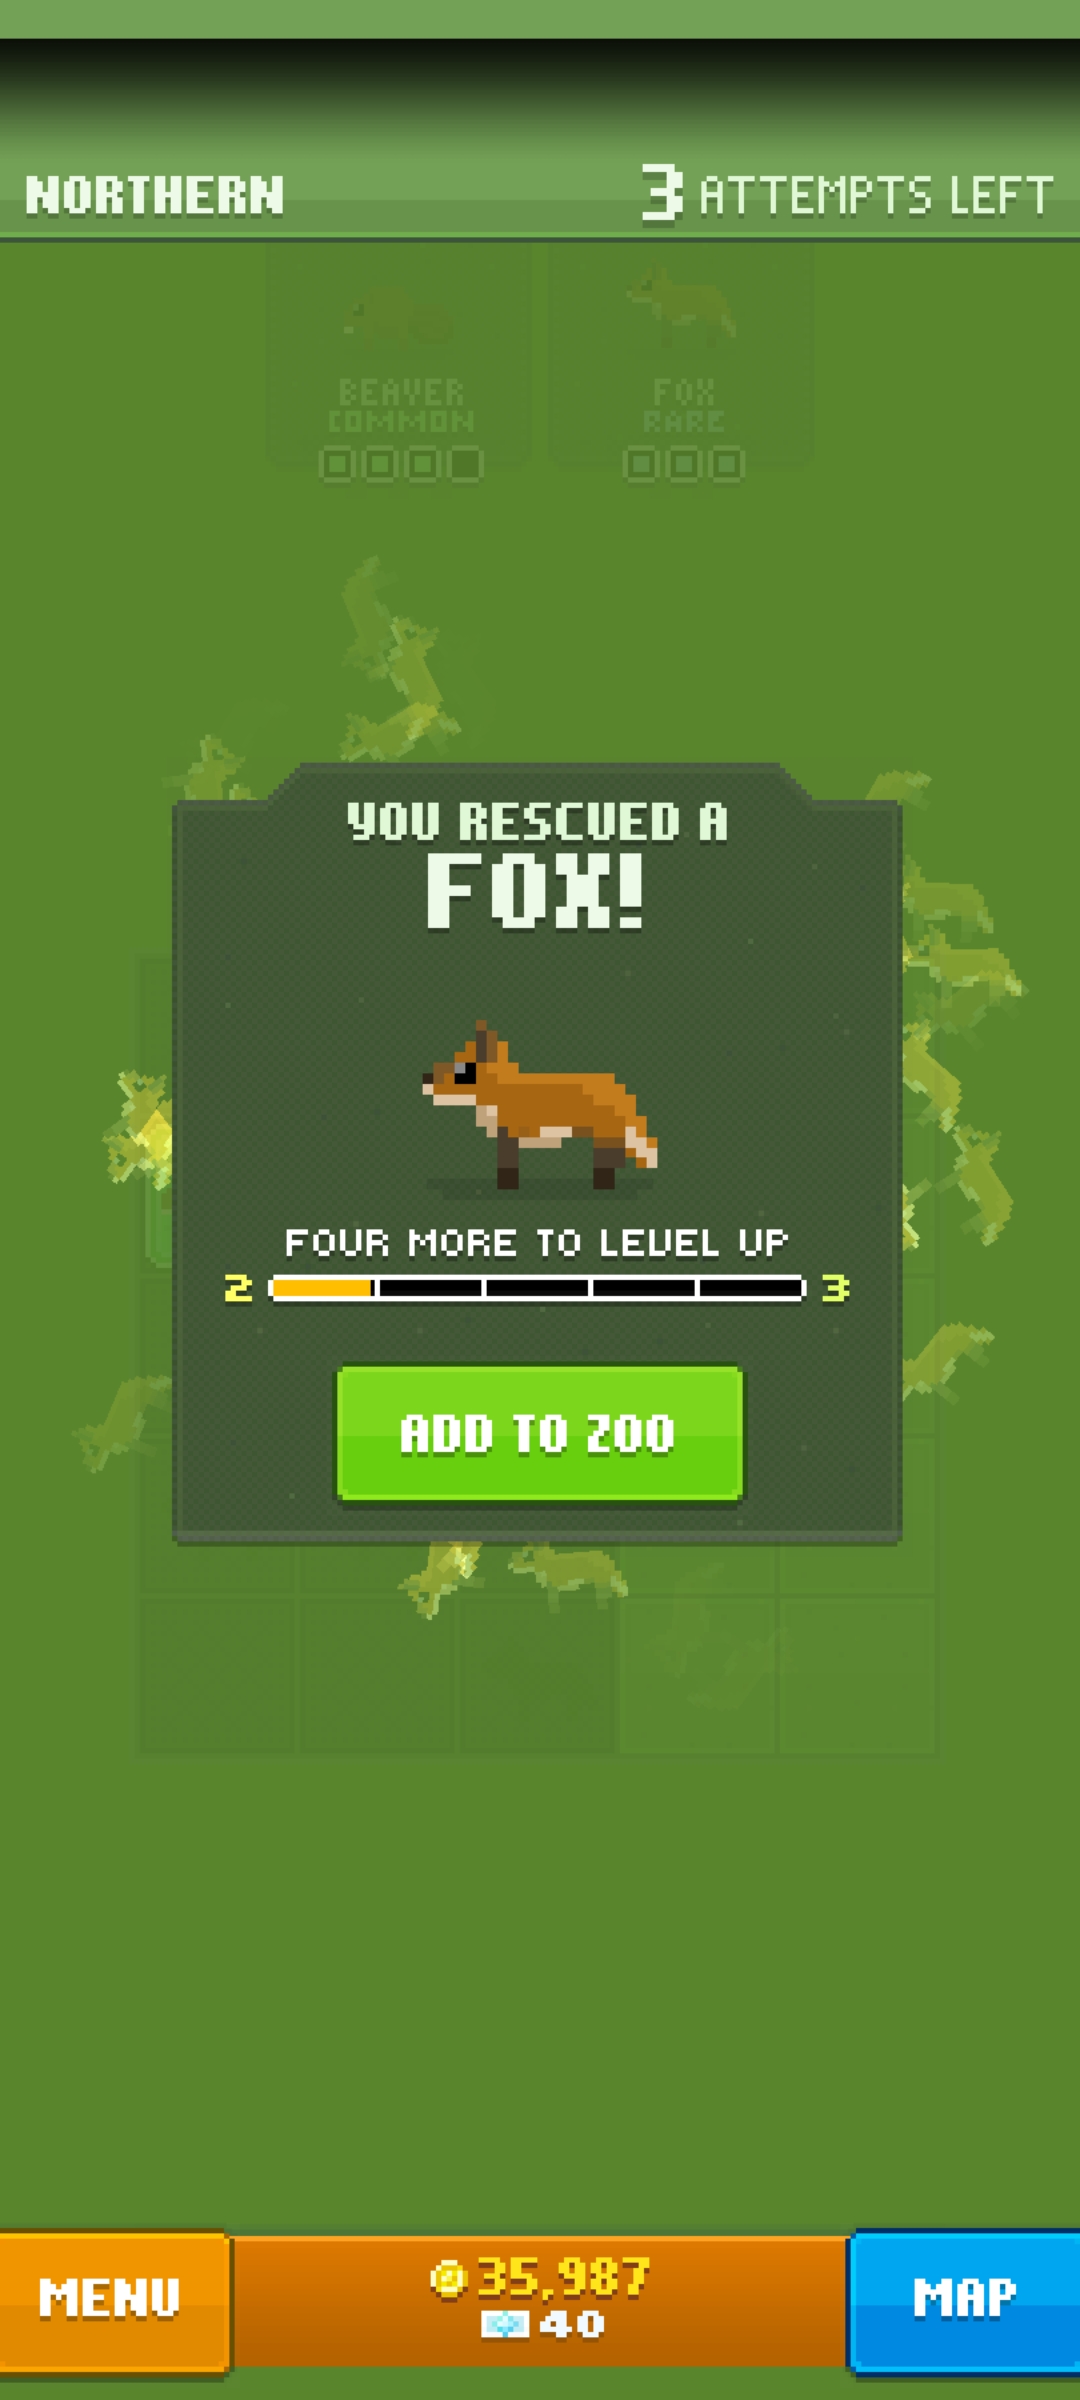 NORTHERN
3 ATTEMPTS LEFT
BEAVER
COMMON
FOX
RARE
YOU RESCUED A
FOX!
FOUR MORE TO LEVEL UP
2
3
ADD TO ZOO
MENU
35,987
40
MAP